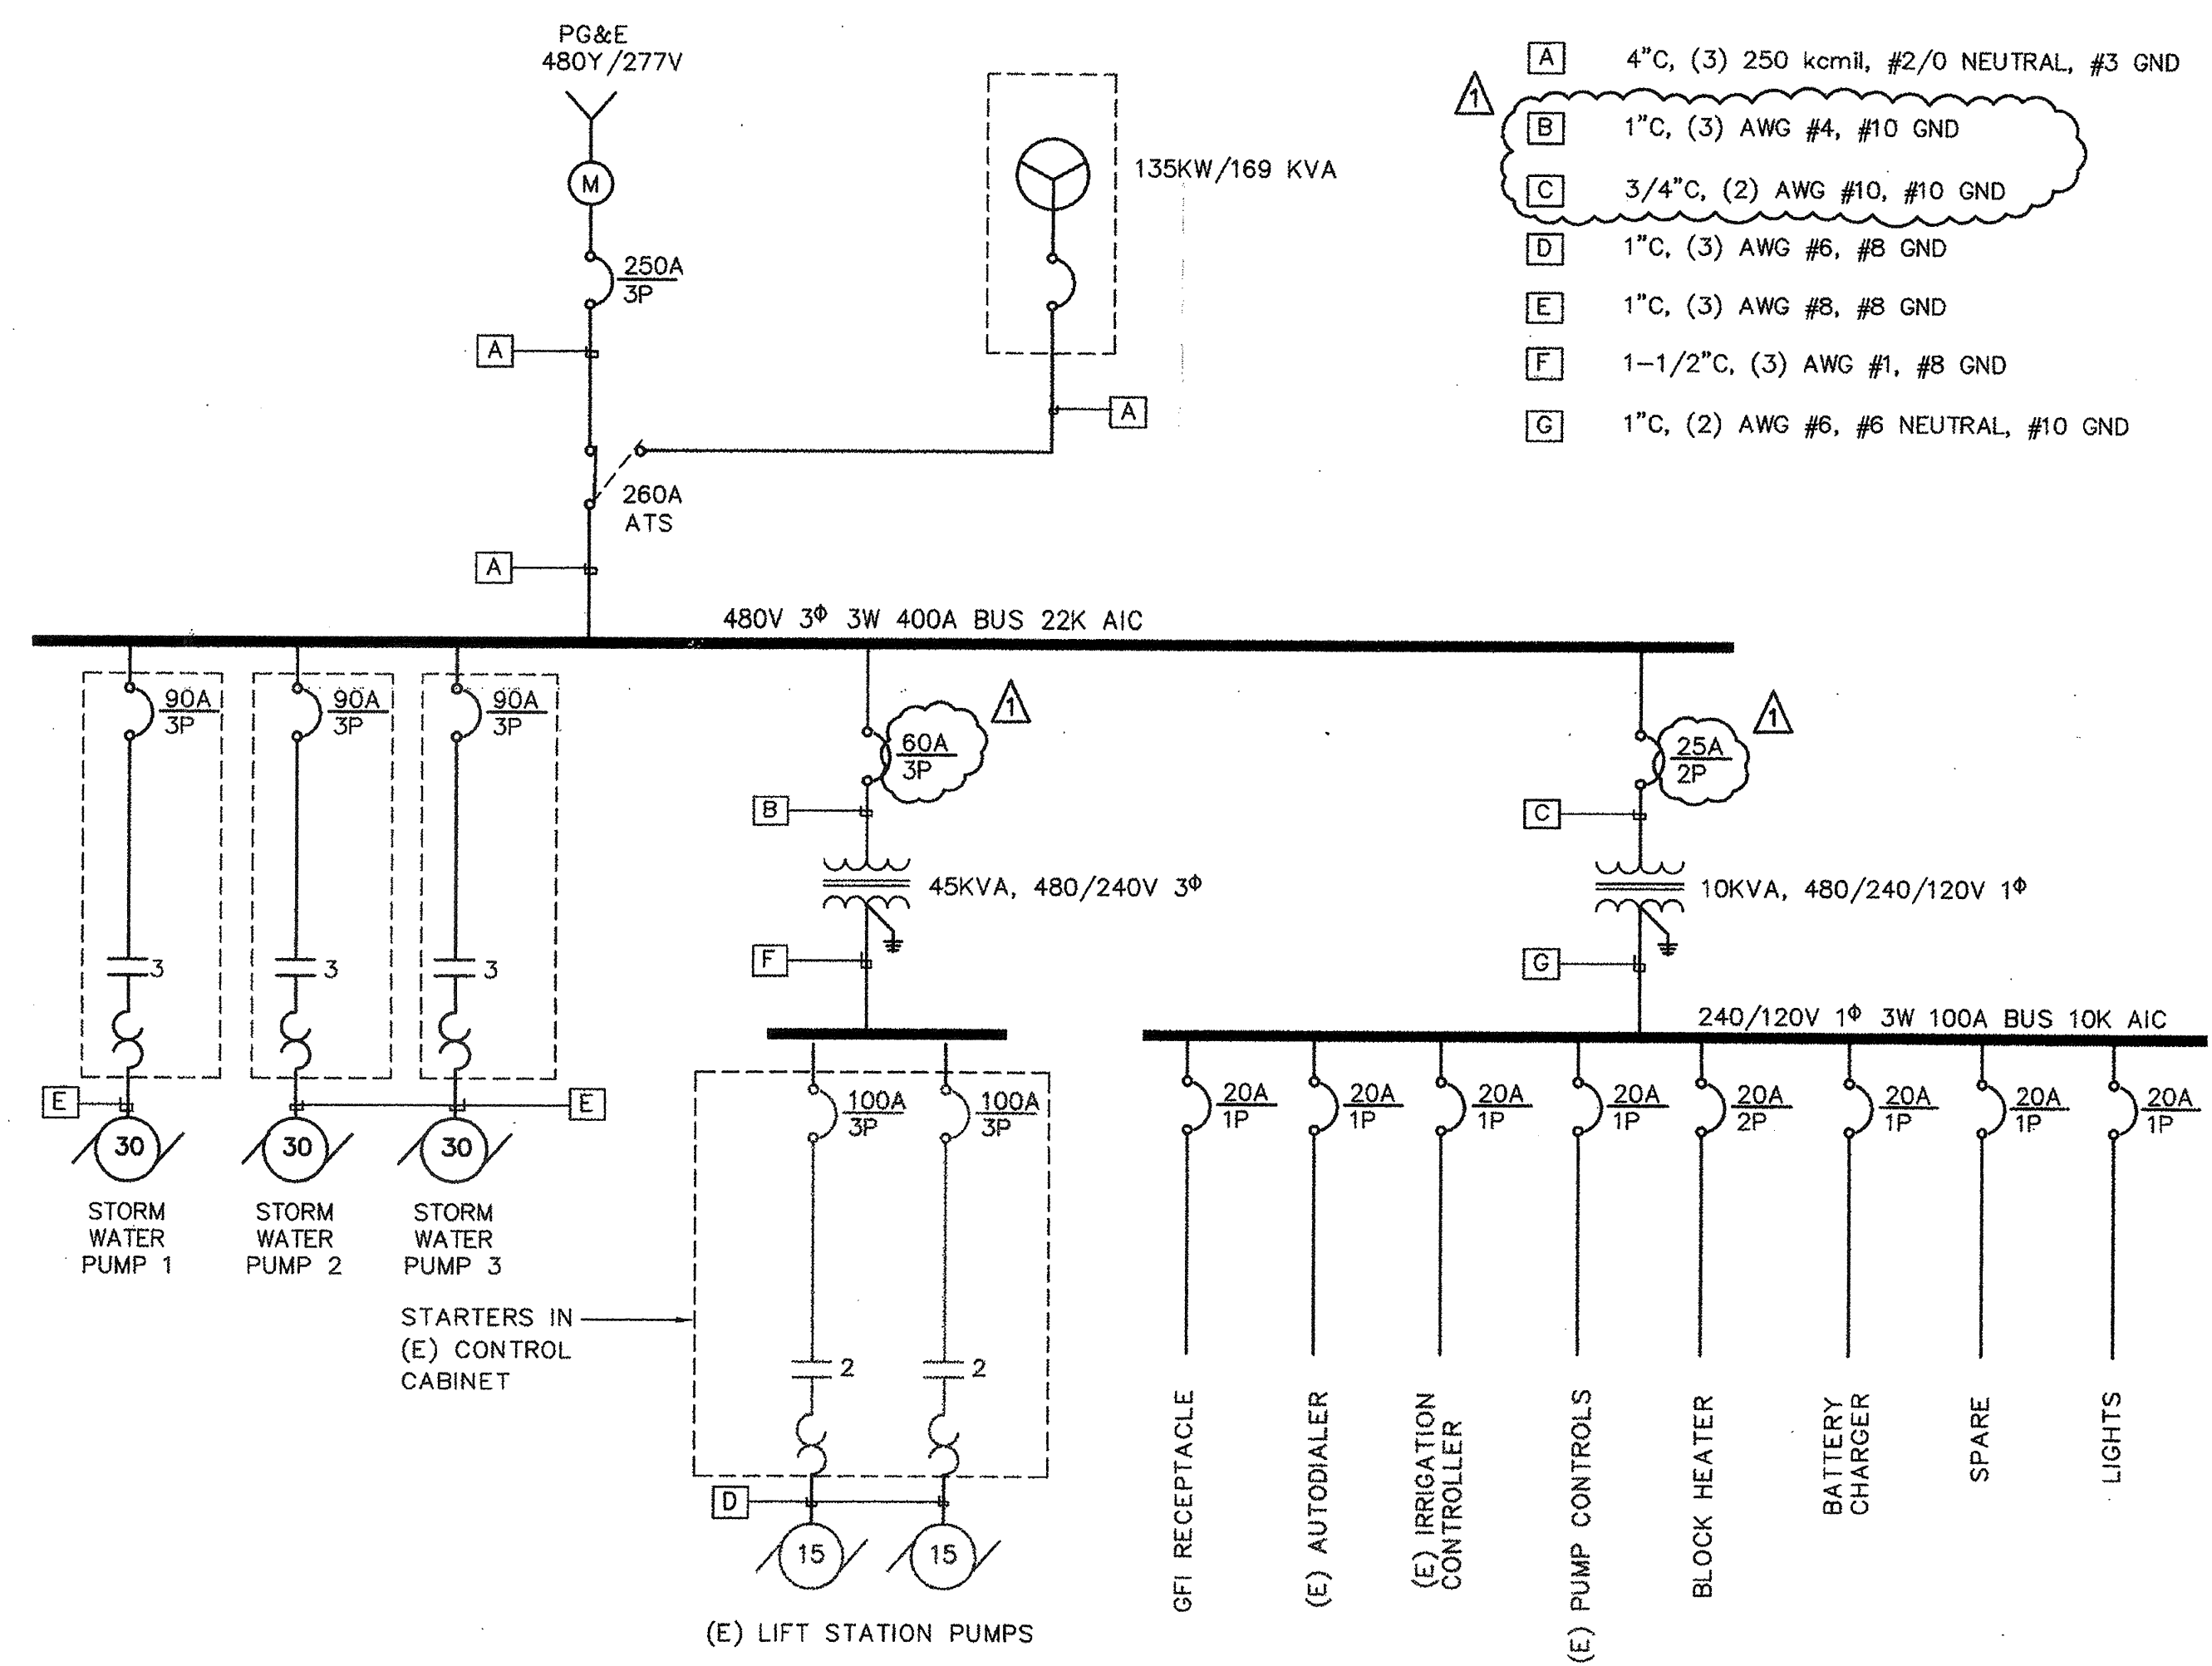 PG&E
480Y/277V
M
250A
3P
A
135KW/169 KVA
A
260A
ATS
A
1
A 4"C, (3) 250 kcmil, #2/0 NEUTRAL, #3 GND
B 1"C, (3) AWG #4, #10 GND
C 3/4"C, (2) AWG #10, #10 GND
D 1"C, (3) AWG #6, #8 GND
E 1"C, (3) AWG #8, #8 GND
F 1-1/2"C, (3) AWG #1, #8 GND
G 1"C, (2) AWG #6, #6 NEUTRAL, #10 GND
480V 3Φ 3W 400A BUS 22K AIC
90A
3P
3
E
30
STORM
WATER
PUMP 1
90A
3P
3
30
STORM
WATER
PUMP 2
90A
3P
3
E
30
STORM
WATER
PUMP 3
60A
3P
1
B
45KVA, 480/240V 3Φ
F
100A
3P
100A
3P
STARTERS IN
(E) CONTROL
CABINET
2
2
D
15
15
(E) LIFT STATION PUMPS
25A
2P
1
C
10KVA, 480/240/120V 1Φ
G
240/120V 1Φ 3W 100A BUS 10K AIC
20A
1P
20A
1P
20A
1P
20A
1P
20A
2P
20A
1P
20A
1P
20A
1P
GFI RECEPTACLE
(E) AUTODIALER
(E) IRRIGATION
CONTROLLER
(E) PUMP CONTROLS
BLOCK HEATER
BATTERY
CHARGER
SPARE
LIGHTS